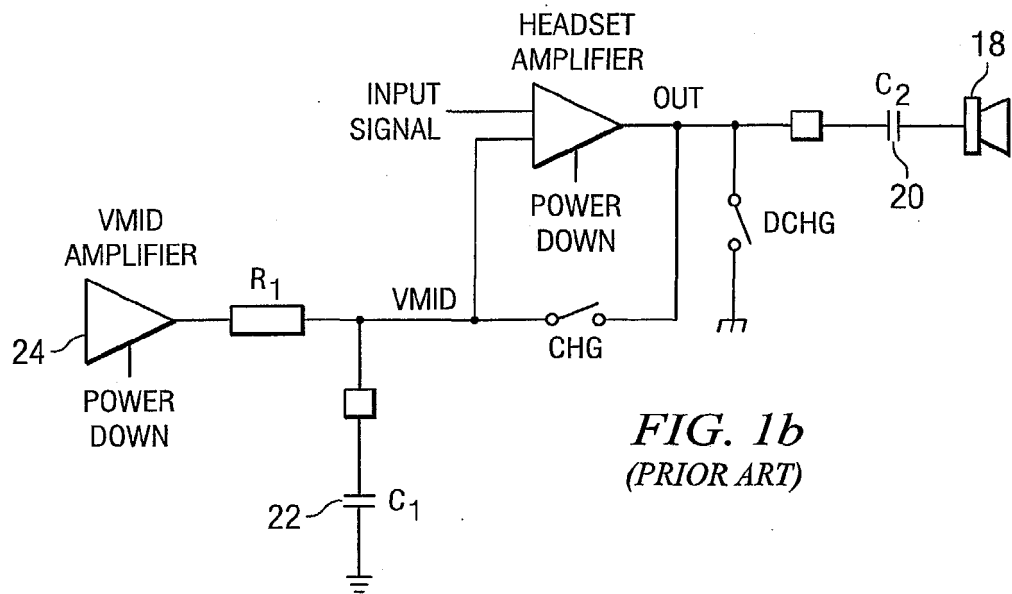 HEADSET
AMPLIFIER
18
INPUT
SIGNAL
OUT
C2
20
POWER
DOWN
DCHG
VMID
AMPLIFIER
R1
VMID
24
CHG
POWER
DOWN
FIG. 1b
(PRIOR ART)
22
C1